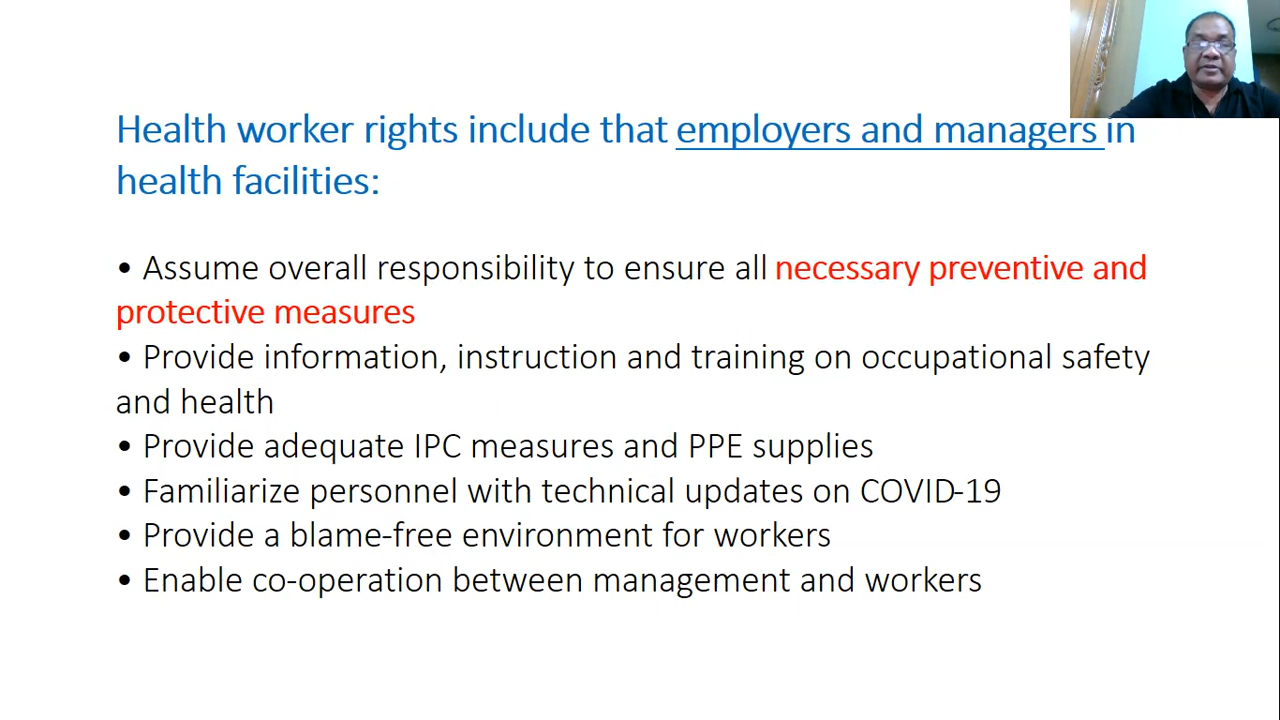 Health worker rights include that employers and managers in
health facilities:
• Assume overall responsibility to ensure all necessary preventive and
protective measures
• Provide information, instruction and training on occupational safety
and health
• Provide adequate IPC measures and PPE supplies
• Familiarize personnel with technical updates on COVID-19
• Provide a blame-free environment for workers
• Enable co-operation between management and workers